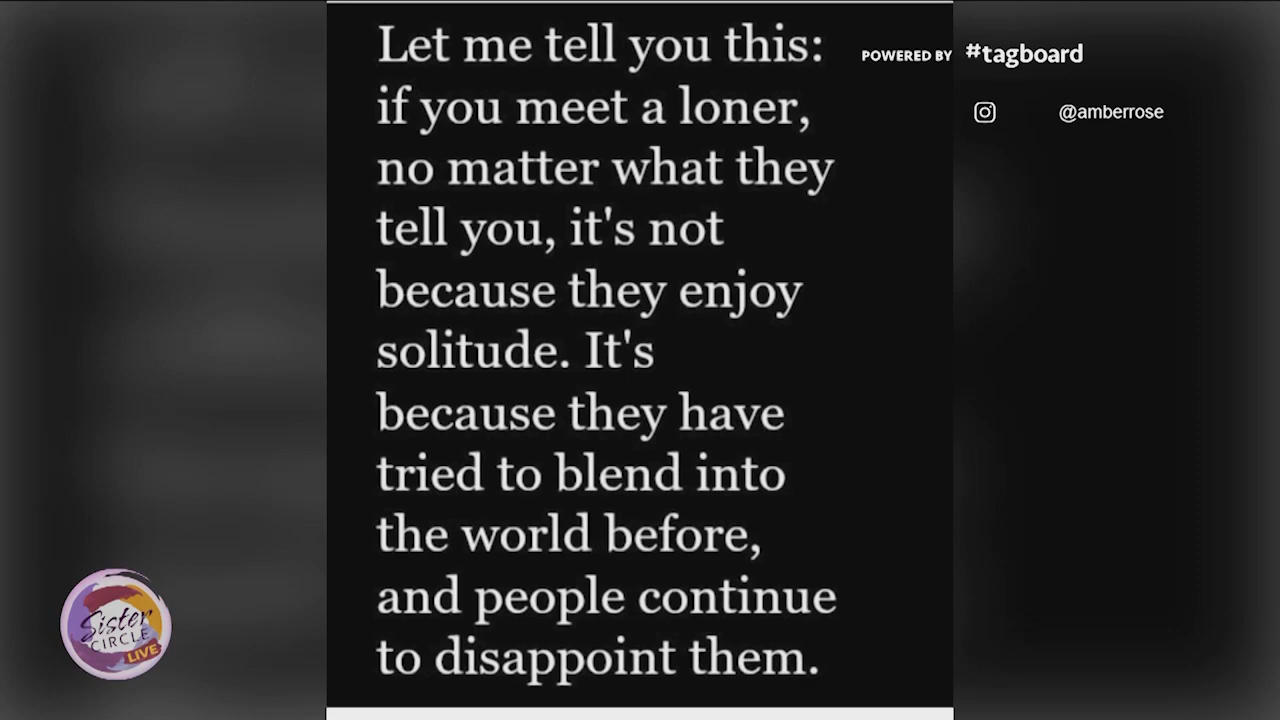 Let me tell you this:
if you meet a loner,
no matter what they
tell you, it's not
because they enjoy
solitude. It's
because they have
tried to blend into
the world before,
and people continue
to disappoint them.
POWERED BY #tagboard
@amberrose
Sister
CIRCLE
LIVE